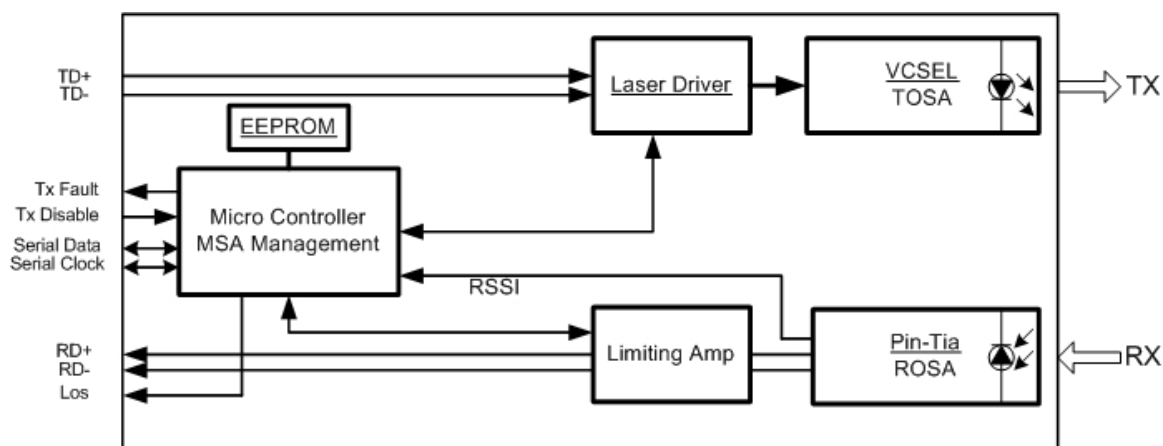 TD+
TD-
Laser Driver
VCSEL
TOSA
TX
EEPROM
Tx Fault
Tx Disable
Serial Data
Serial Clock
Micro Controller
MSA Management
RSSI
RD+
RD-
Los
Limiting Amp
Pin-Tia
ROSA
RX